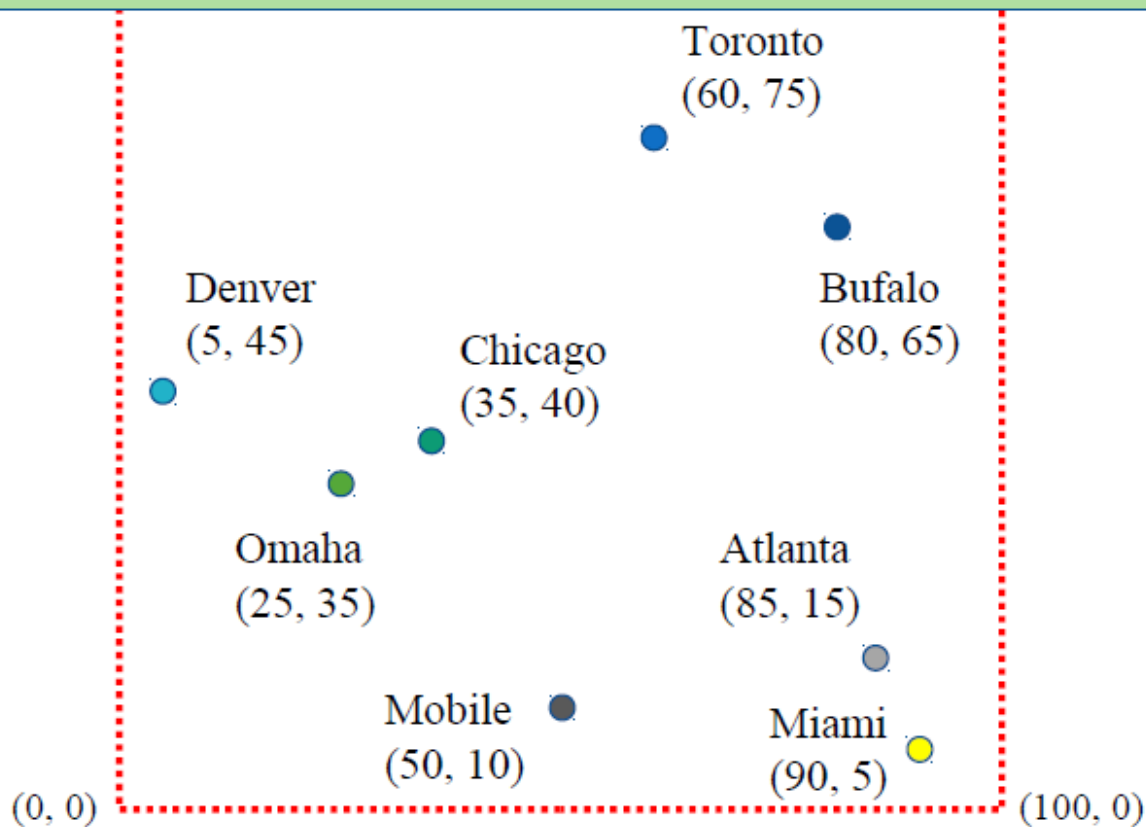 Toronto
(60, 75)
Denver
(5, 45)
Bufalo
(80, 65)
Chicago
(35, 40)
Omaha
(25, 35)
Atlanta
(85, 15)
Mobile
(50, 10)
Miami
(90, 5)
(0, 0)
(100, 0)